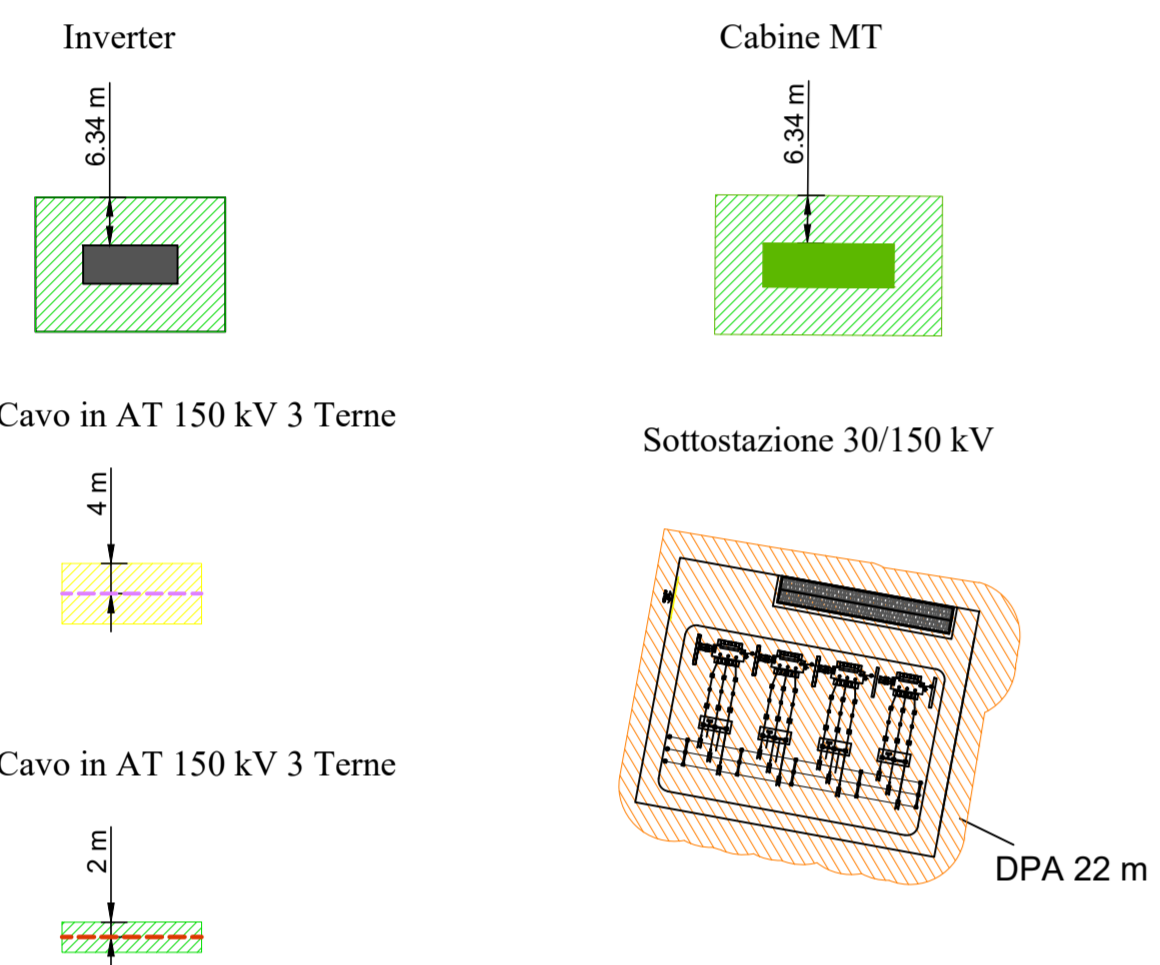 Inverter
Cabine MT
6.34 m
6.34 m
Cavo in AT 150 kV 3 Terne
Sottostazione 30/150 kV
4 m
Cavo in AT 150 kV 3 Terne
2 m
DPA 22 m